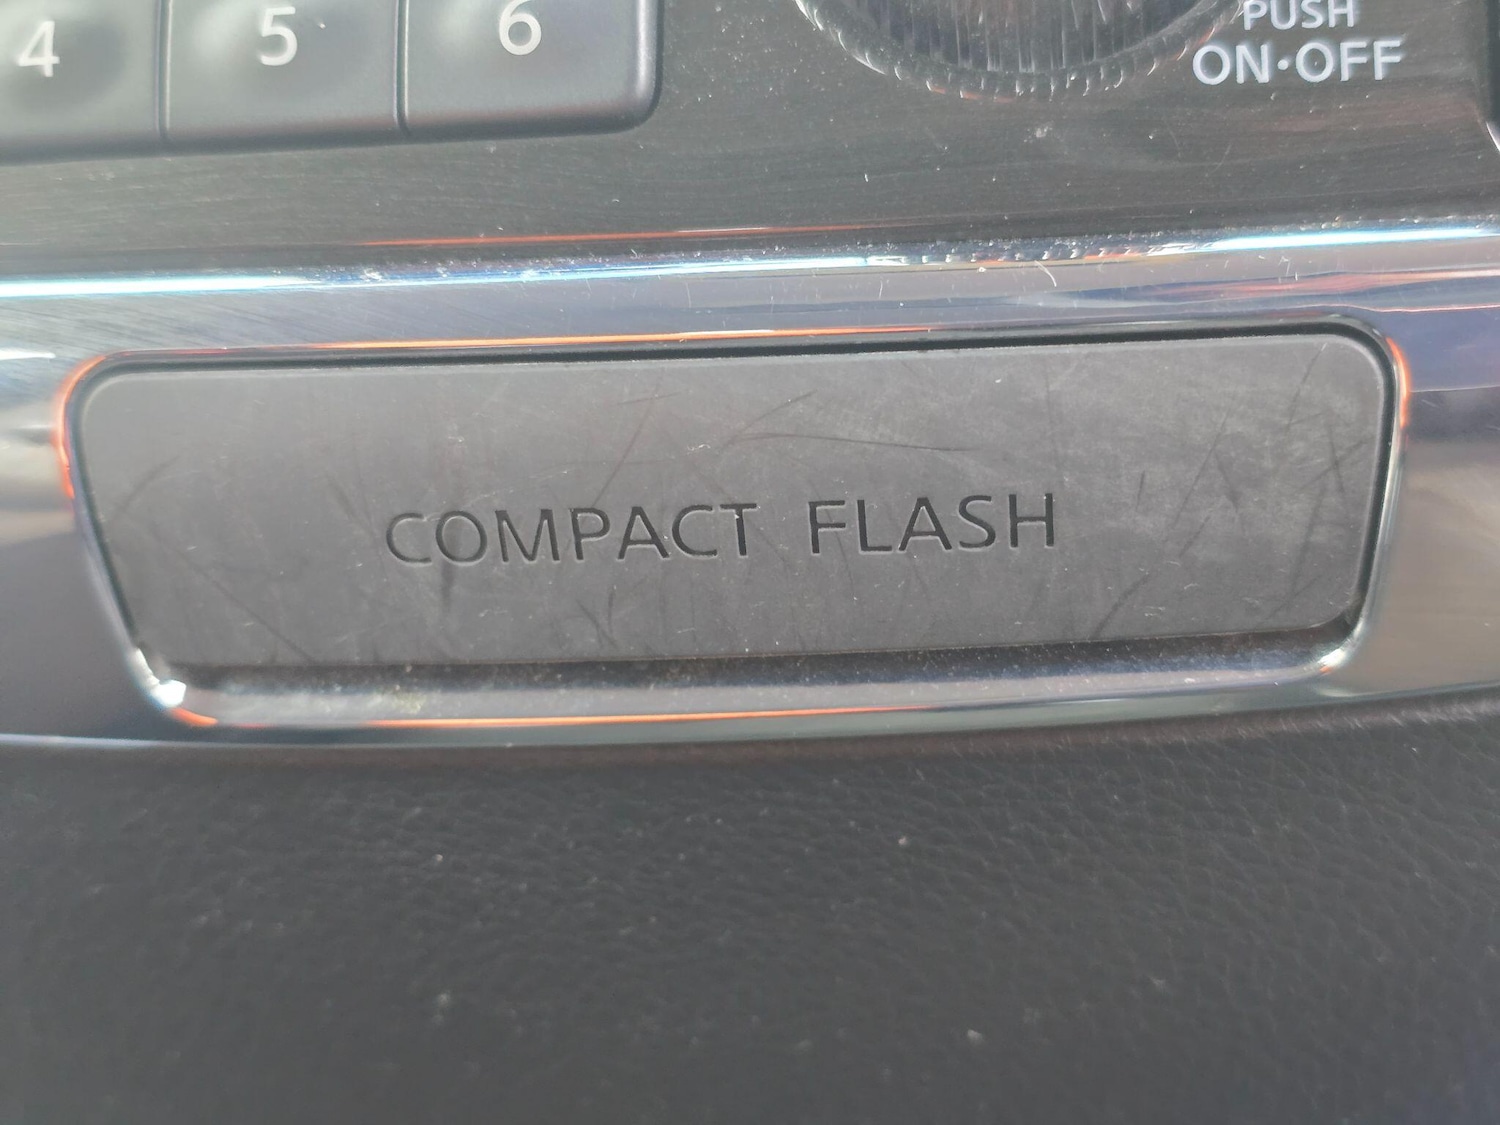 4 5 6
PUSH
ON·OFF
COMPACT FLASH